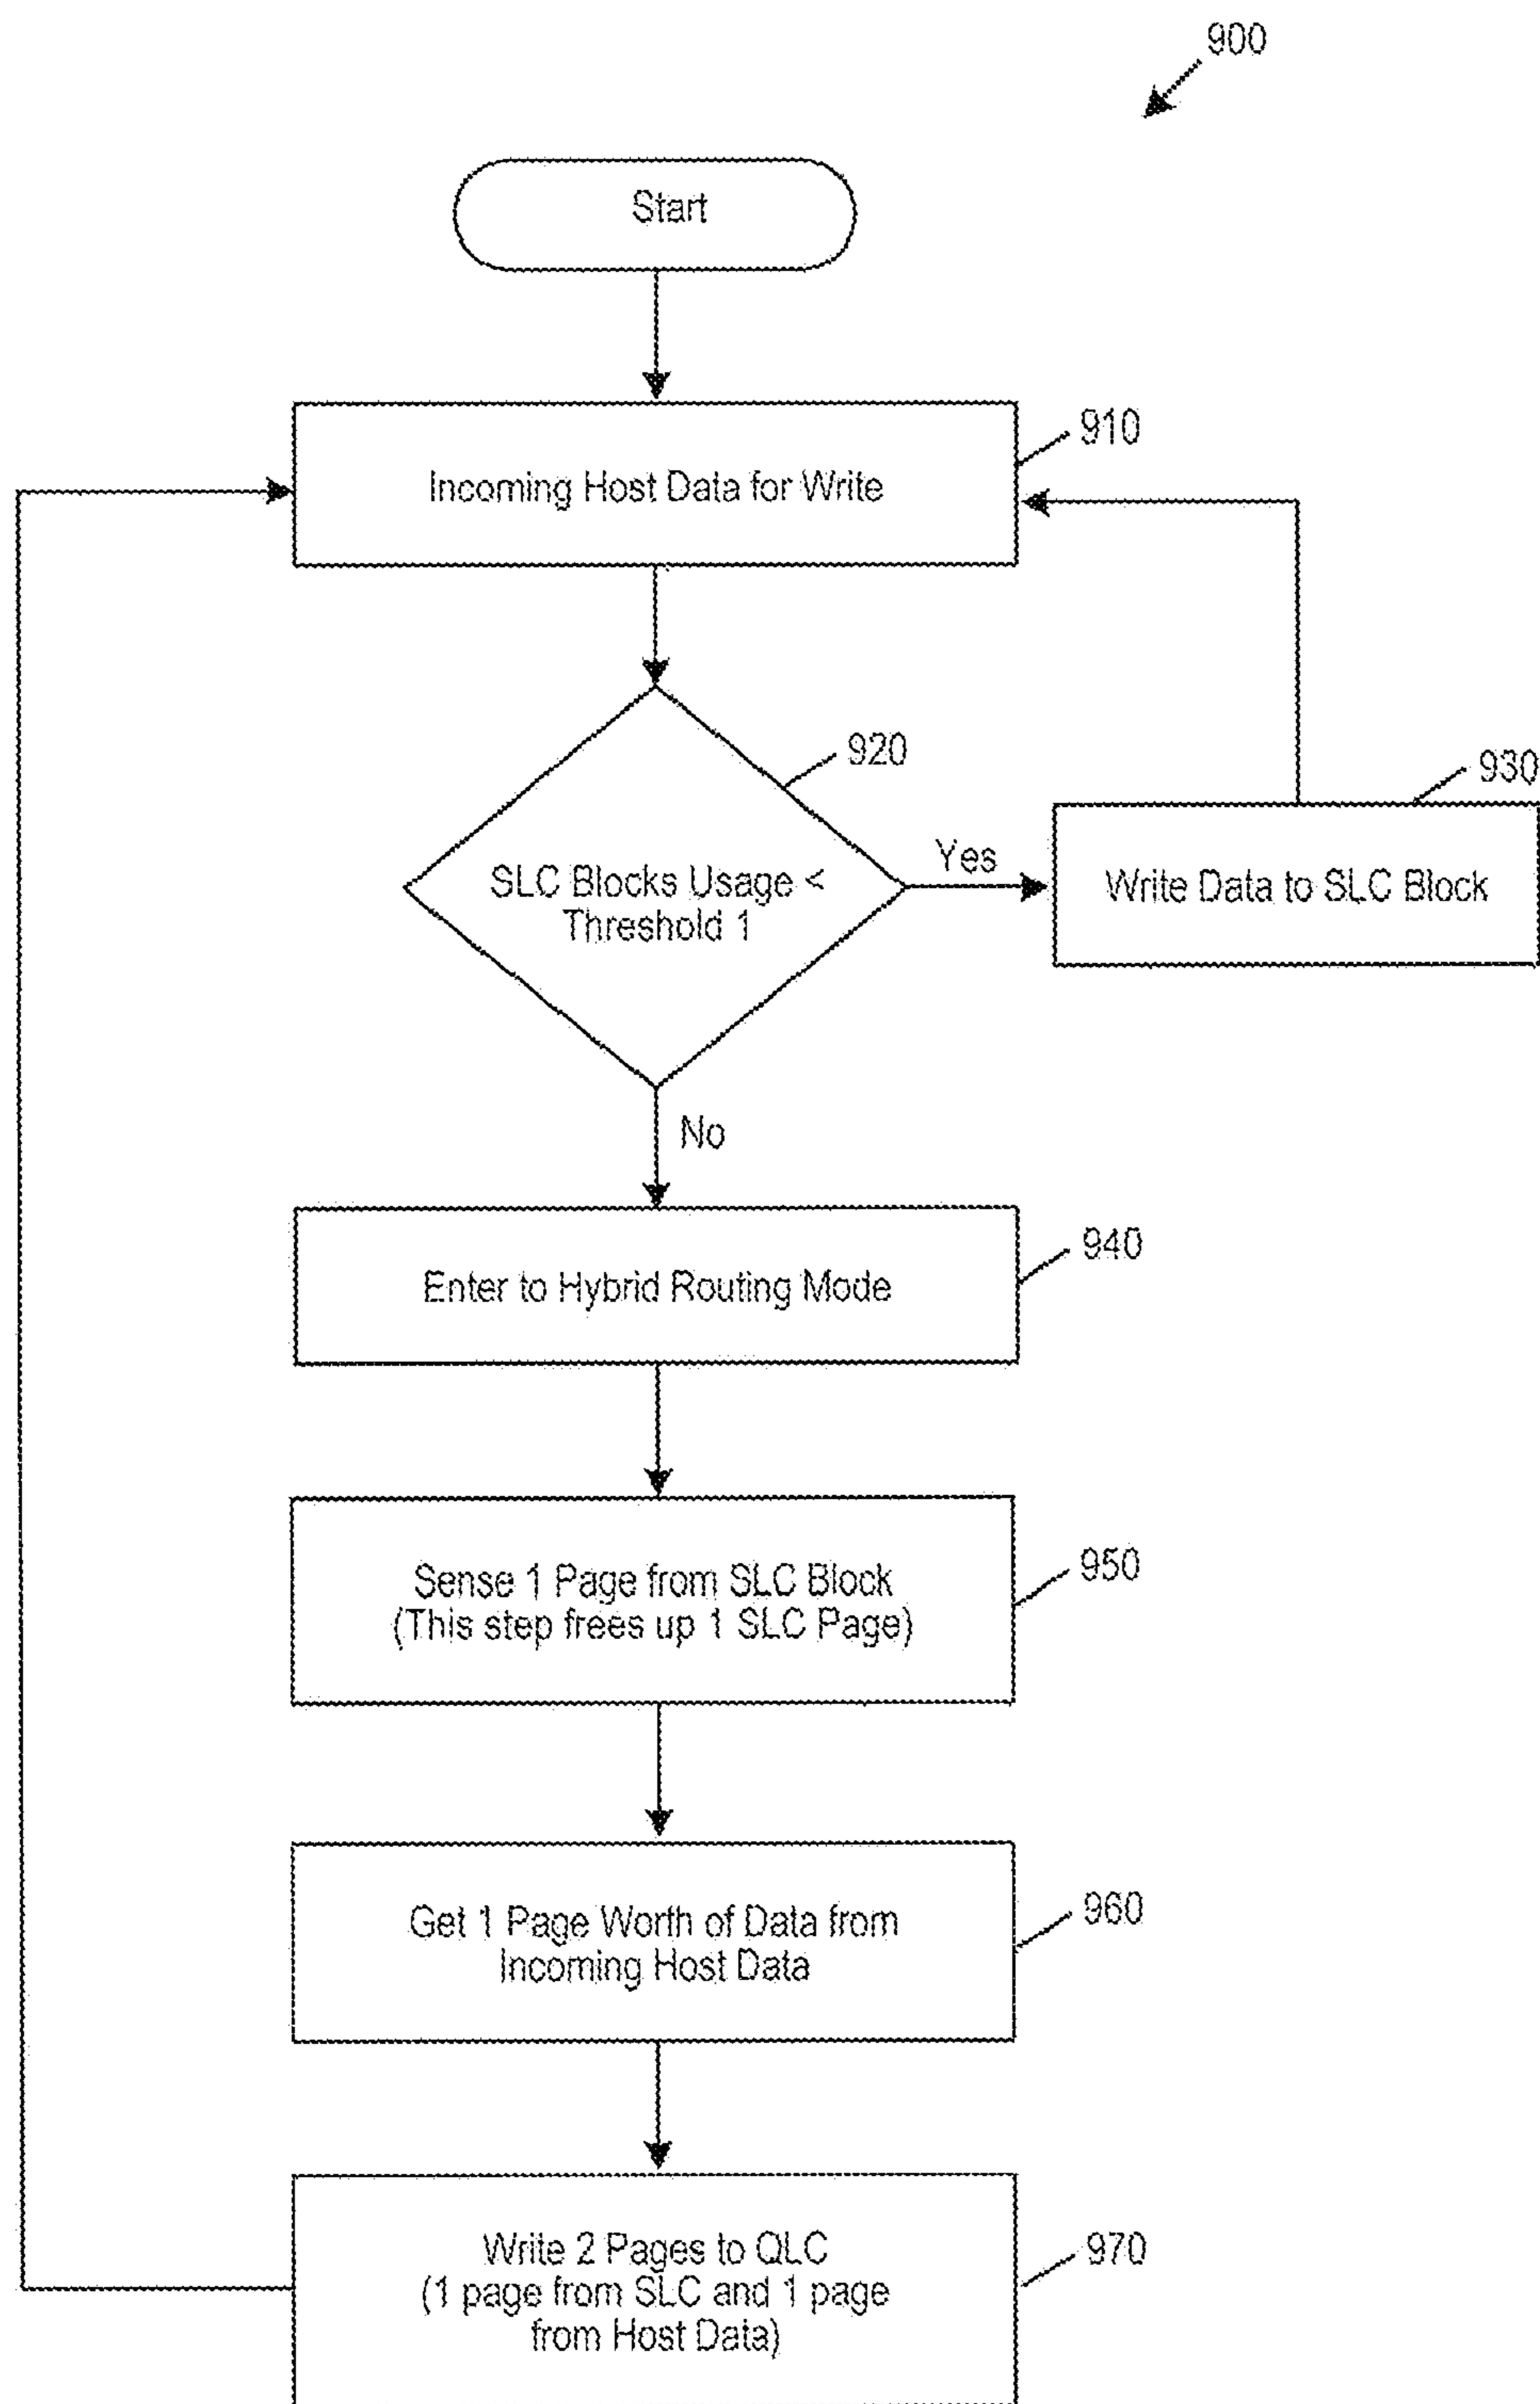 900
Start
910
Incoming Host Data for Write
920
930
SLC Blocks Usage <
Threshold 1
Yes
Write Data to SLC Block
No
940
Enter to Hybrid Routing Mode
950
Sense 1 Page from SLC Block
(This step frees up 1 SLC Page)
960
Get 1 Page Worth of Data from
Incoming Host Data
970
Write 2 Pages to QLC
(1 page from SLC and 1 page
from Host Data)